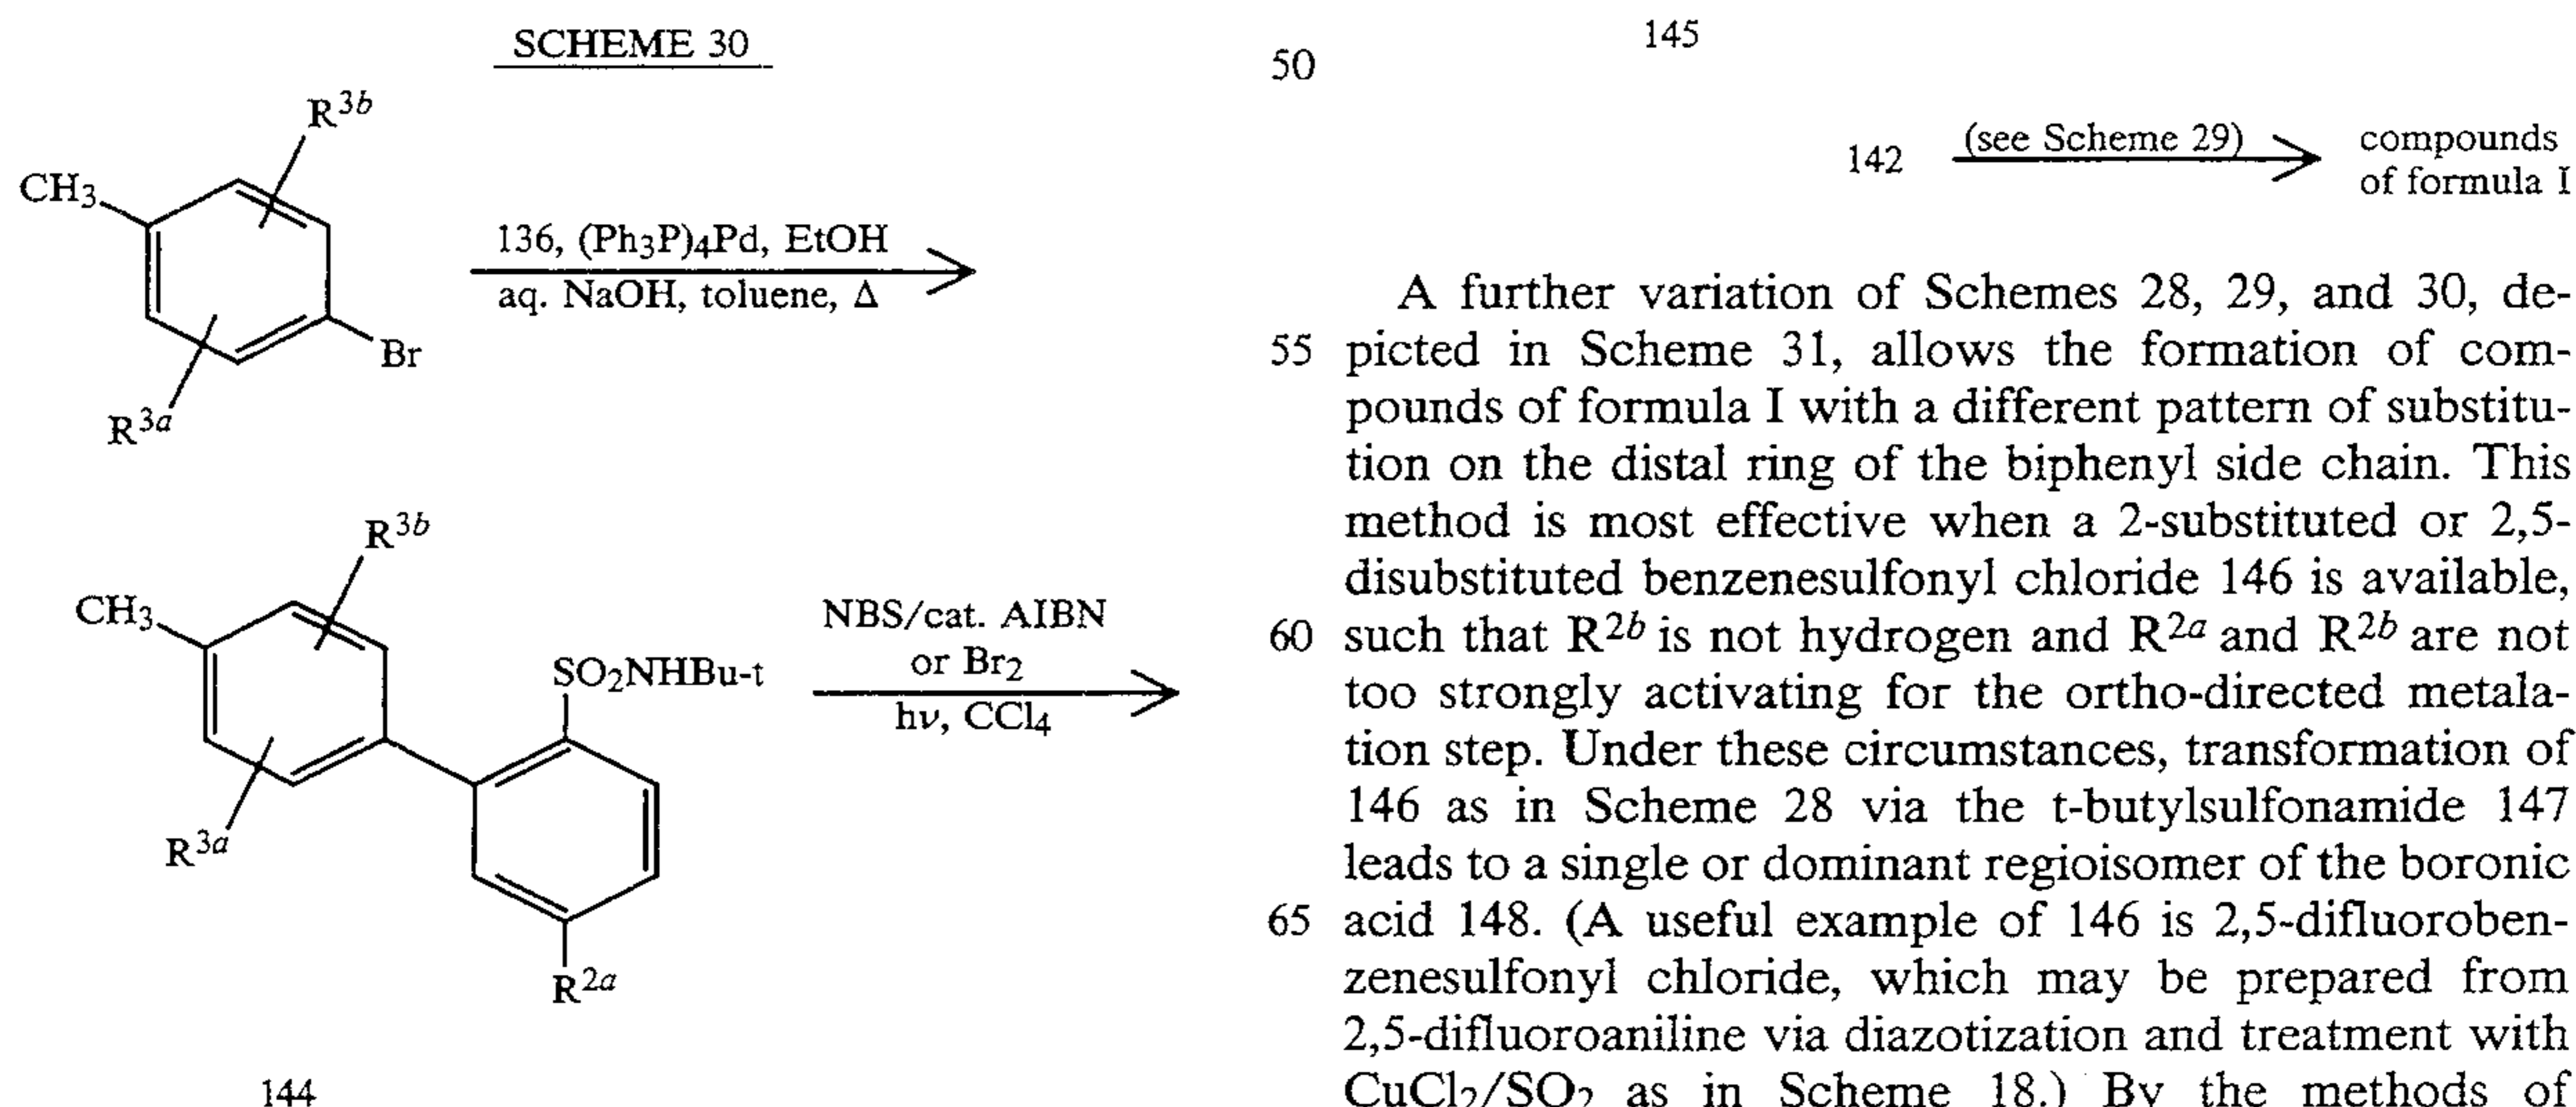 SCHEME 30
R3b
CH3
136, (Ph3P)4Pd, EtOH
aq. NaOH, toluene, Δ
Br
R3a
R3b
CH3
NBS/cat. AIBN
or Br2
hν, CCl4
SO2NHBu-t
R3a
R2a
144
145
50
142
(see Scheme 29)
compounds
of formula I
A further variation of Schemes 28, 29, and 30, de-
55 picted in Scheme 31, allows the formation of com-
pounds of formula I with a different pattern of substitu-
tion on the distal ring of the biphenyl side chain. This
method is most effective when a 2-substituted or 2,5-
disubstituted benzenesulfonyl chloride 146 is available,
60 such that R2b is not hydrogen and R2a and R2b are not
too strongly activating for the ortho-directed metala-
tion step. Under these circumstances, transformation of
146 as in Scheme 28 via the t-butylsulfonamide 147
leads to a single or dominant regioisomer of the boronic
65 acid 148. (A useful example of 146 is 2,5-difluoroben-
zenesulfonyl chloride, which may be prepared from
2,5-difluoroaniline via diazotization and treatment with
CuCl2/SO2 as in Scheme 18.) By the methods of